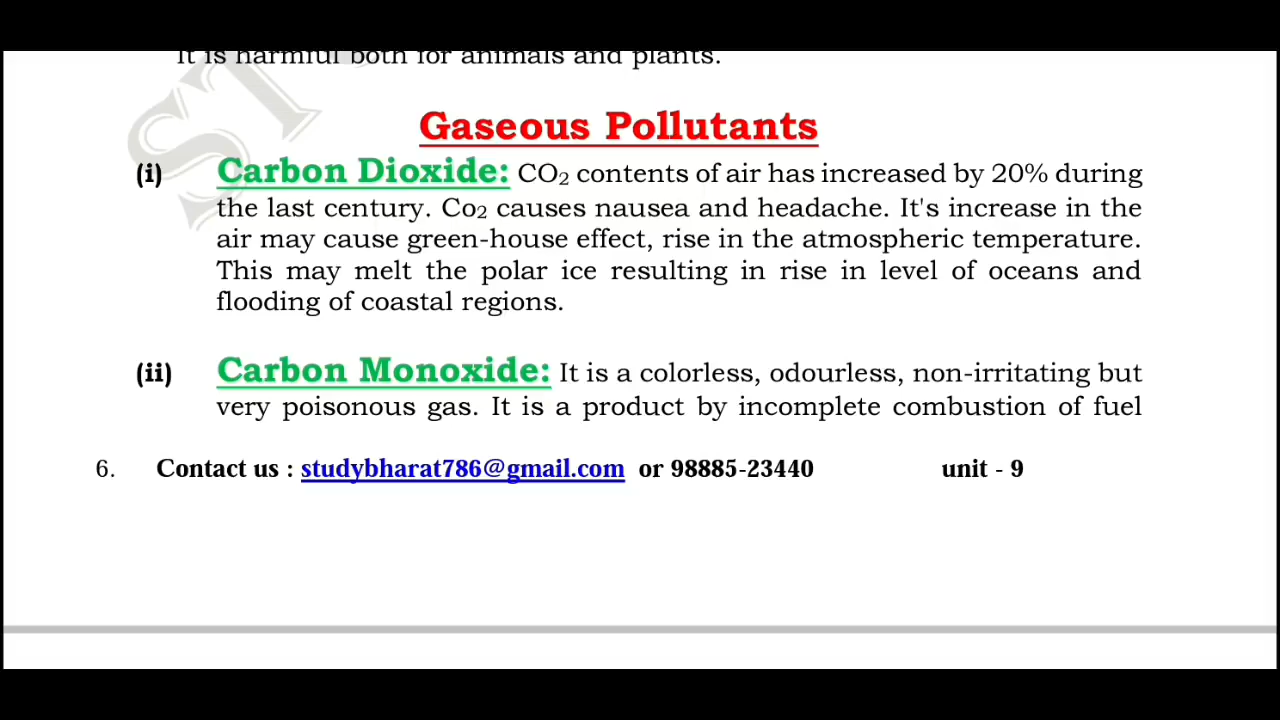 It is harmful both for animals and plants.
Gaseous Pollutants
(i) Carbon Dioxide: CO₂ contents of air has increased by 20% during
the last century. Co₂ causes nausea and headache. It's increase in the
air may cause green-house effect, rise in the atmospheric temperature.
This may melt the polar ice resulting in rise in level of oceans and
flooding of coastal regions.
(ii) Carbon Monoxide: It is a colorless, odourless, non-irritating but
very poisonous gas. It is a product by incomplete combustion of fuel
6. Contact us : studybharat786@gmail.com or 98885-23440 unit - 9